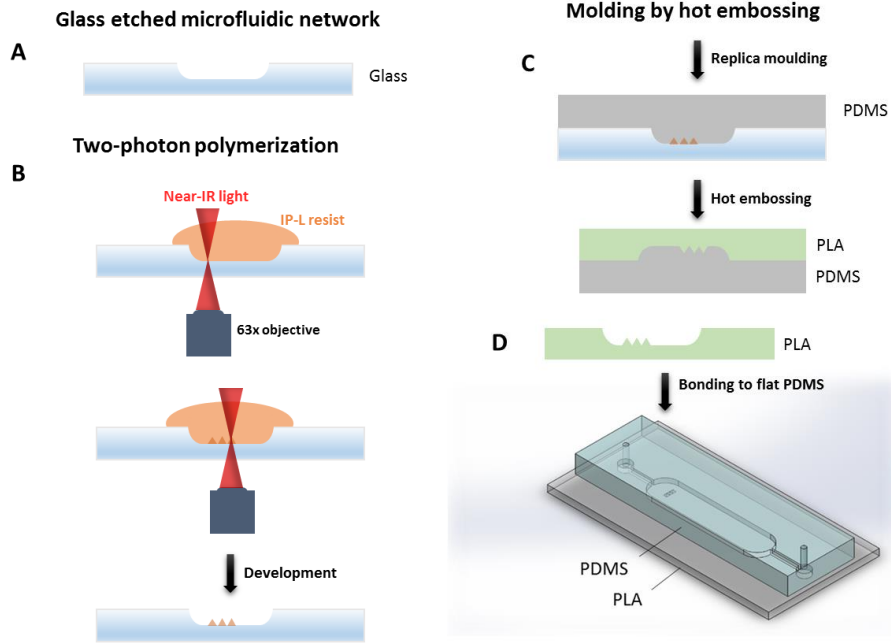 Glass etched microfluidic network
A
Glass
Two-photon polymerization
B
Near-IR light
IP-L resist
63x objective
Development
Molding by hot embossing
C
Replica moulding
PDMS
Hot embossing
PLA
PDMS
D
PLA
Bonding to flat PDMS
PDMS
PLA